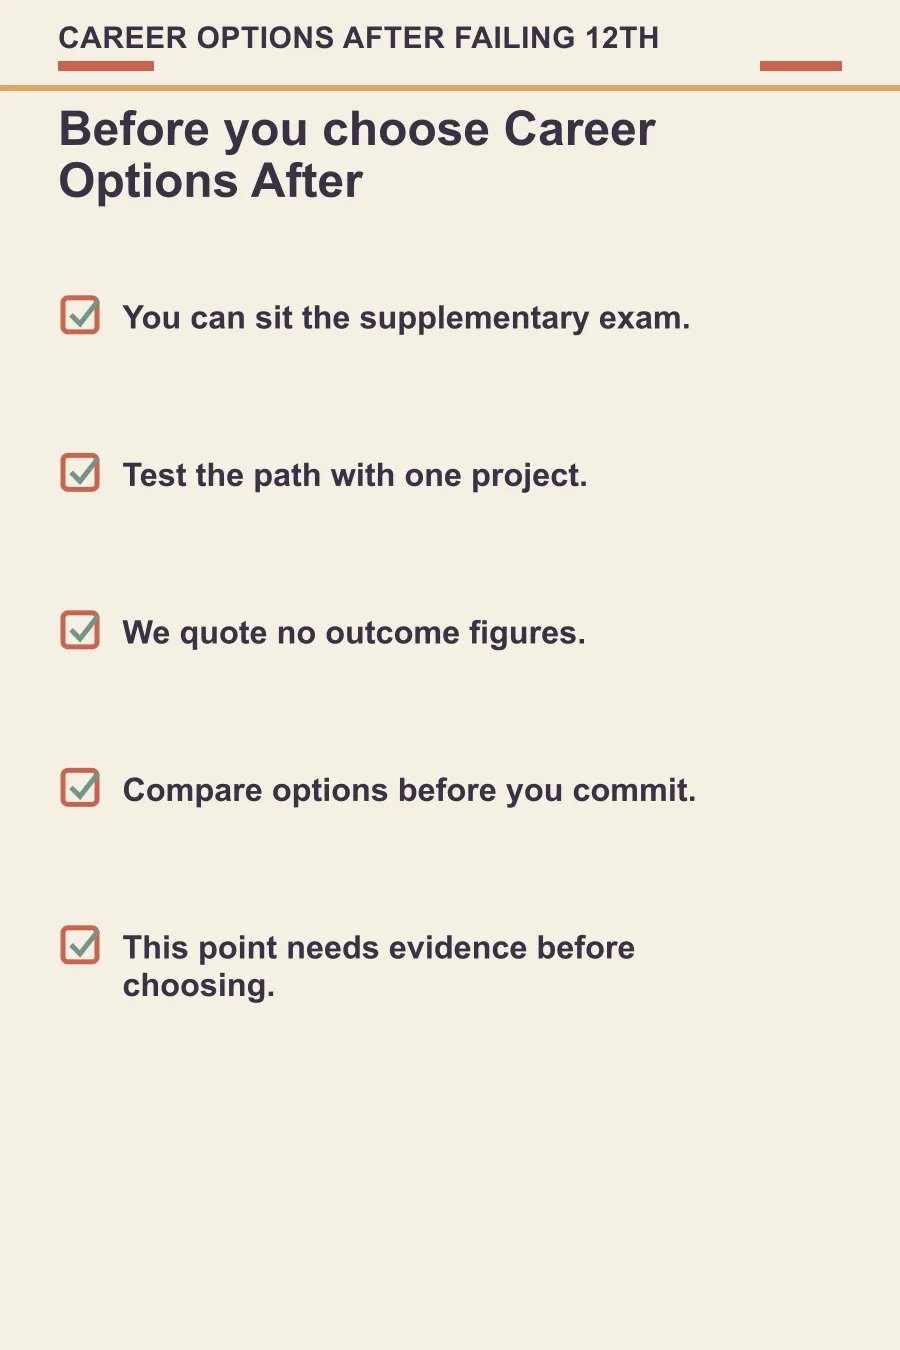 CAREER OPTIONS AFTER FAILING 12TH
Before you choose Career
Options After
You can sit the supplementary exam.
Test the path with one project.
We quote no outcome figures.
Compare options before you commit.
This point needs evidence before
choosing.